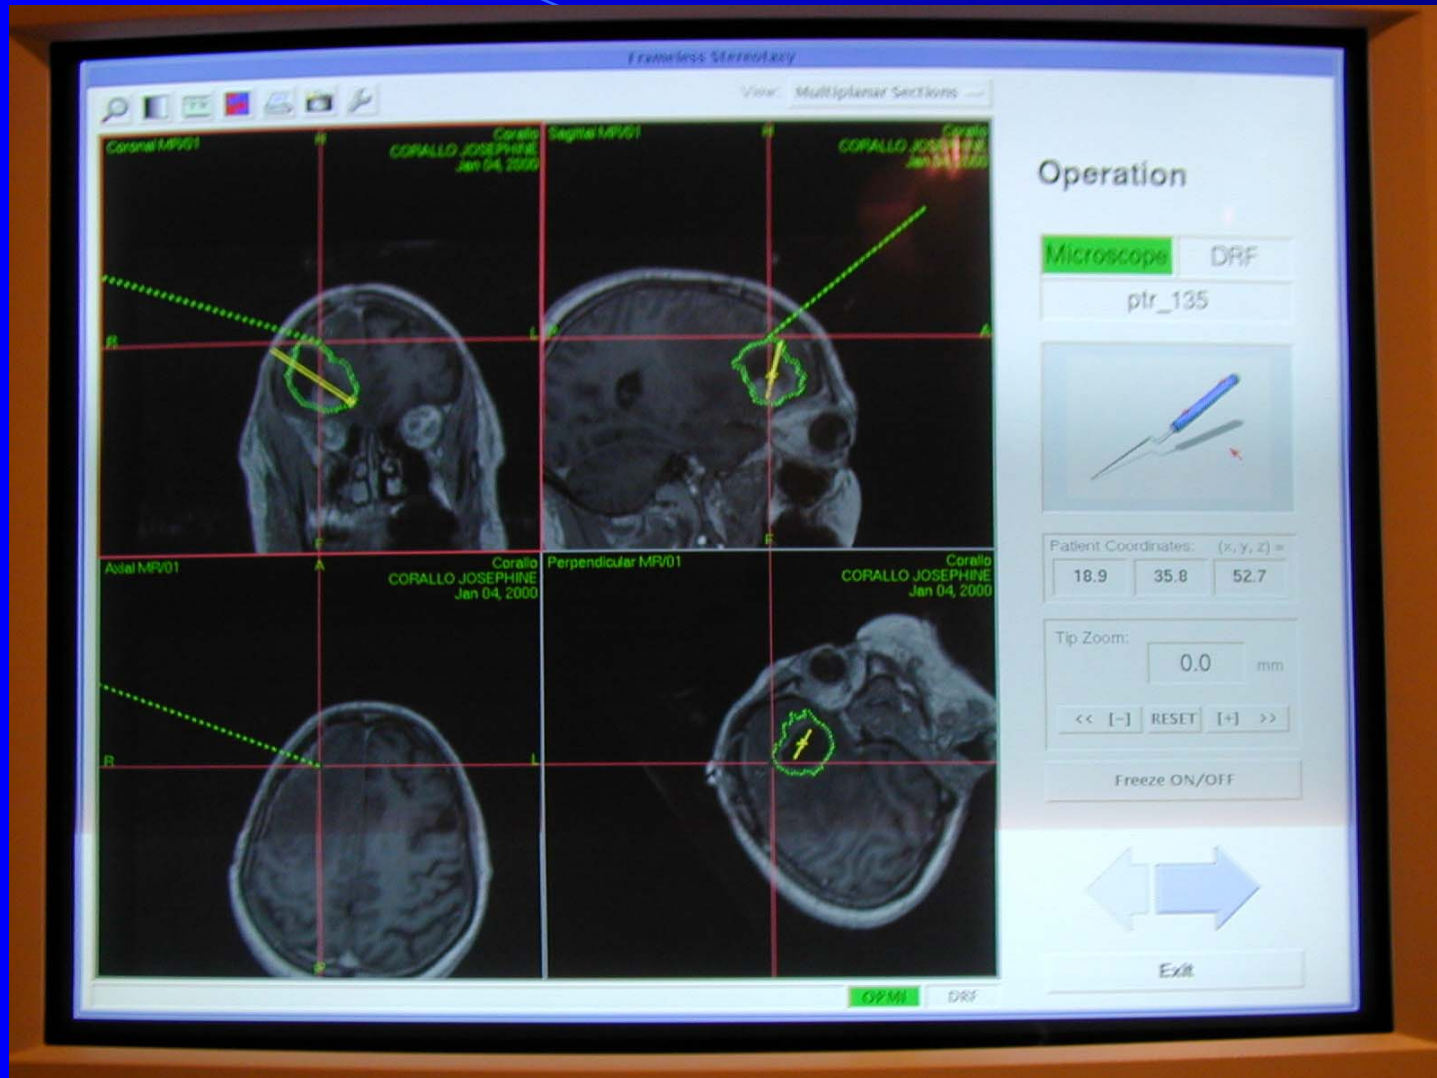 Frameless Stereotaxy
View: Multiplanar Sections
Coronal MR/01
Corallo
CORALLO JOSEPHINE
Jan 04, 2000
H
R
L
F
Sagittal MR/01
Corallo
CORALLO JOSEPHINE
Jan 04, 2000
H
P
A
F
Axial MR/01
Corallo
CORALLO JOSEPHINE
Jan 04, 2000
A
R
L
P
Perpendicular MR/01
Corallo
CORALLO JOSEPHINE
Jan 04, 2000
Operation
Microscope DRF
ptr_135
Patient Coordinates: (x, y, z) =
18.9 35.8 52.7
Tip Zoom:
0.0 mm
<< [-] RESET [+] >>
Freeze ON/OFF
Exit
OPMI DRF